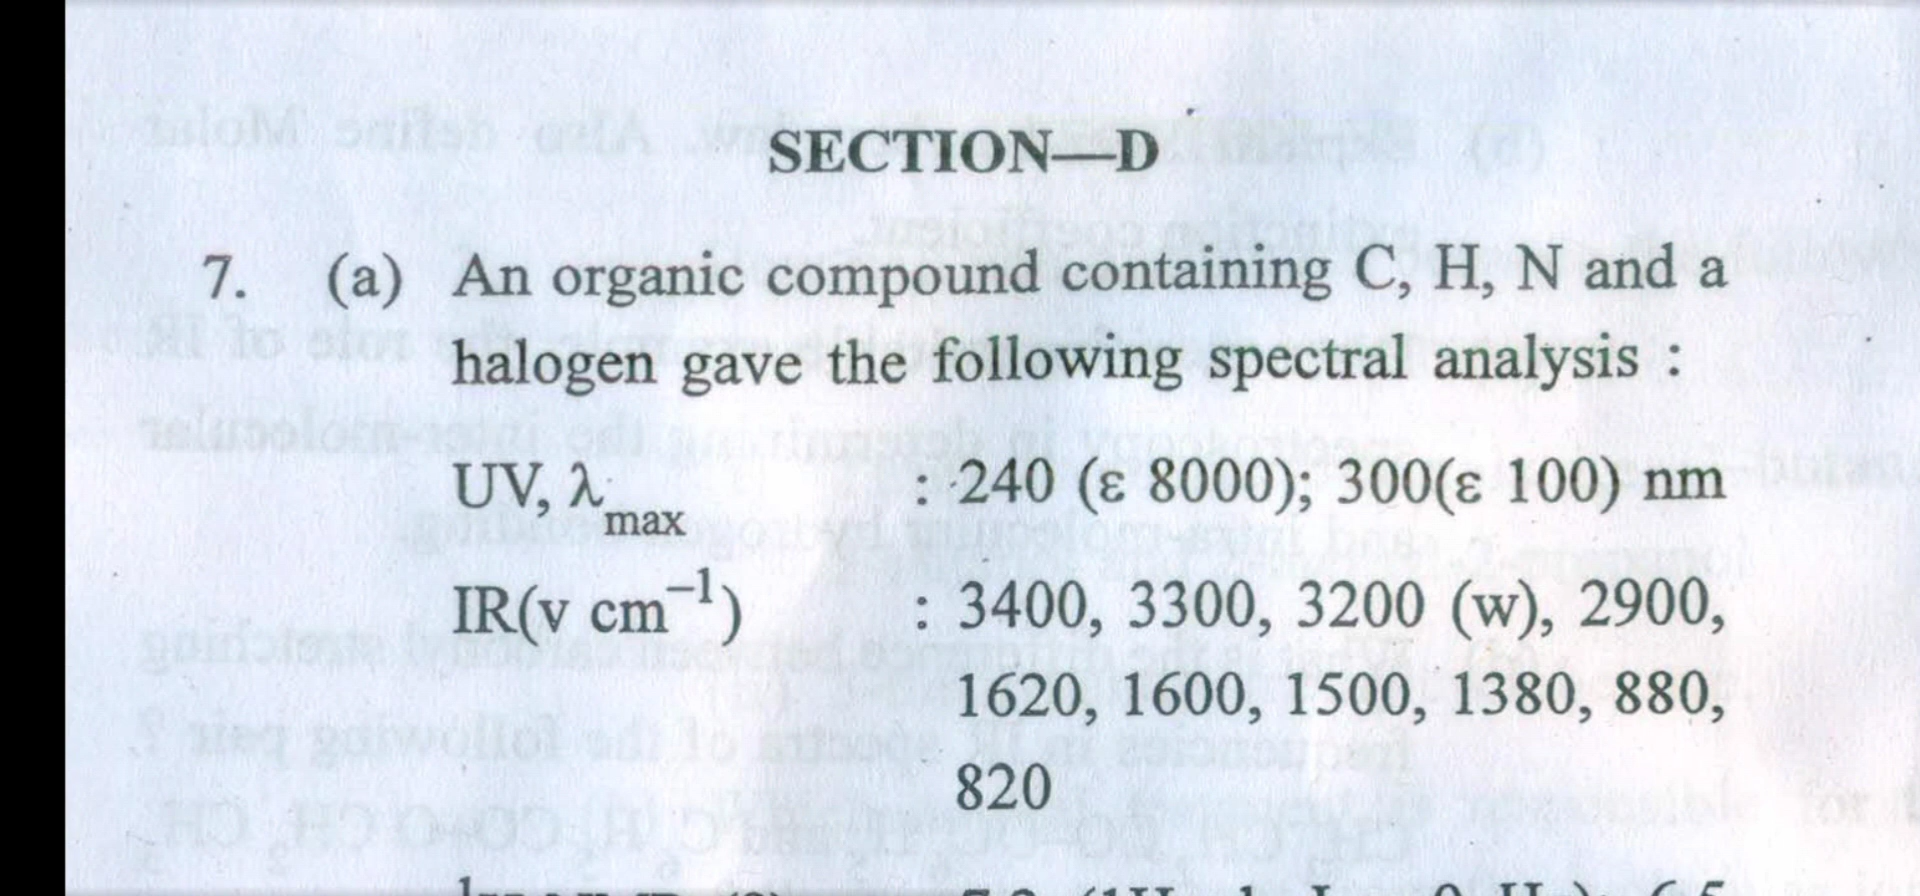 SECTION—D
7. (a) An organic compound containing C, H, N and a
halogen gave the following spectral analysis :
UV, λmax : 240 (ε 8000); 300(ε 100) nm
IR(v cm⁻¹) : 3400, 3300, 3200 (w), 2900,
1620, 1600, 1500, 1380, 880,
820